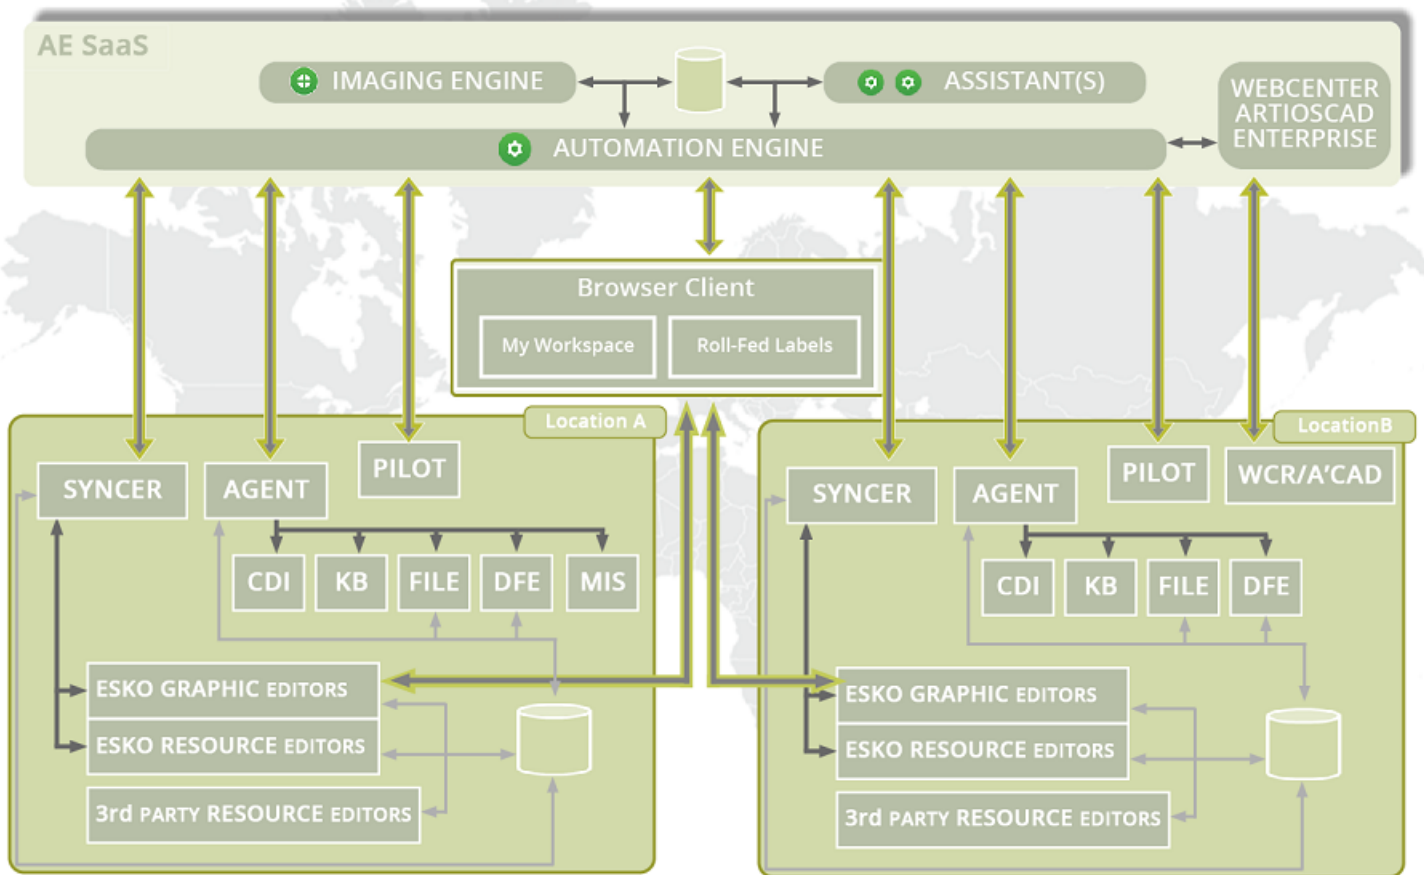 AE SaaS
IMAGING ENGINE
ASSISTANT(S)
WEBCENTER
ARTIOSCAD
ENTERPRISE
AUTOMATION ENGINE
Browser Client
My Workspace
Roll-Fed Labels
Location A
SYNCER
AGENT
PILOT
CDI
KB
FILE
DFE
MIS
ESKO GRAPHIC EDITORS
ESKO RESOURCE EDITORS
3rd PARTY RESOURCE EDITORS
LocationB
SYNCER
AGENT
PILOT
WCR/A'CAD
CDI
KB
FILE
DFE
ESKO GRAPHIC EDITORS
ESKO RESOURCE EDITORS
3rd PARTY RESOURCE EDITORS